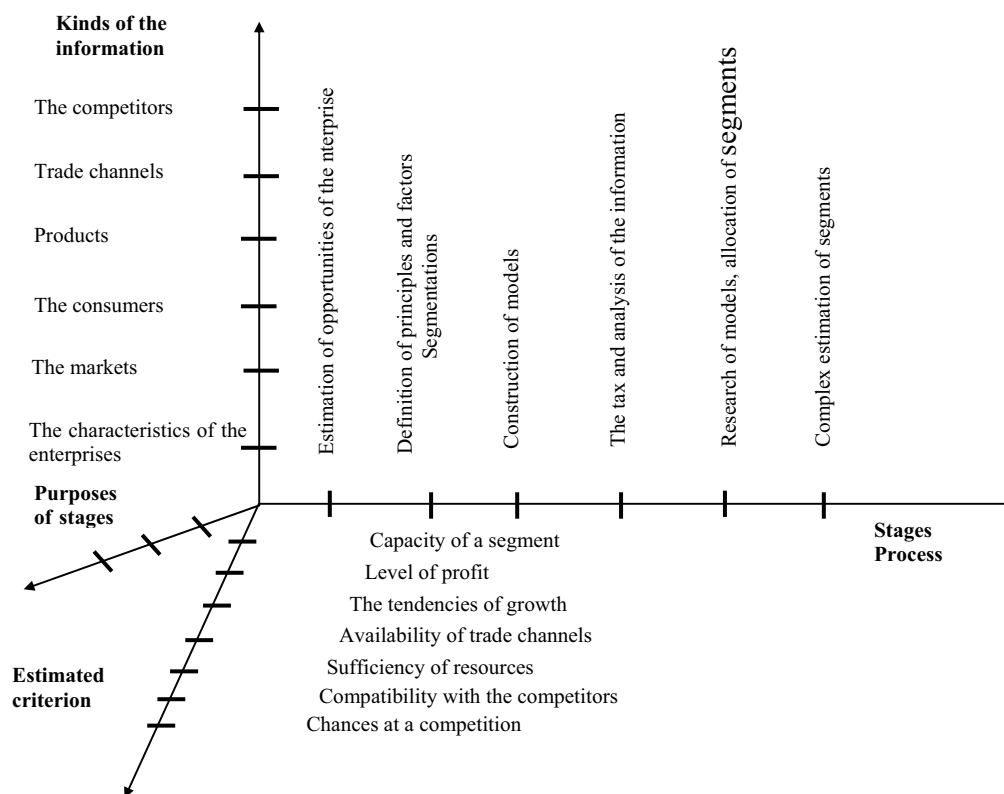 Kinds of the
information
The competitors
Trade channels
Products
The consumers
The markets
The characteristics of the
enterprises
Estimation of opportunities of the nterprise
Definition of principles and factors
Segmentations
Construction of models
The tax and analysis of the information
Research of models, allocation of segments
Complex estimation of segments
Purposes
of stages
Stages
Process
Capacity of a segment
Level of profit
The tendencies of growth
Availability of trade channels
Sufficiency of resources
Compatibility with the competitors
Chances at a competition
Estimated
criterion